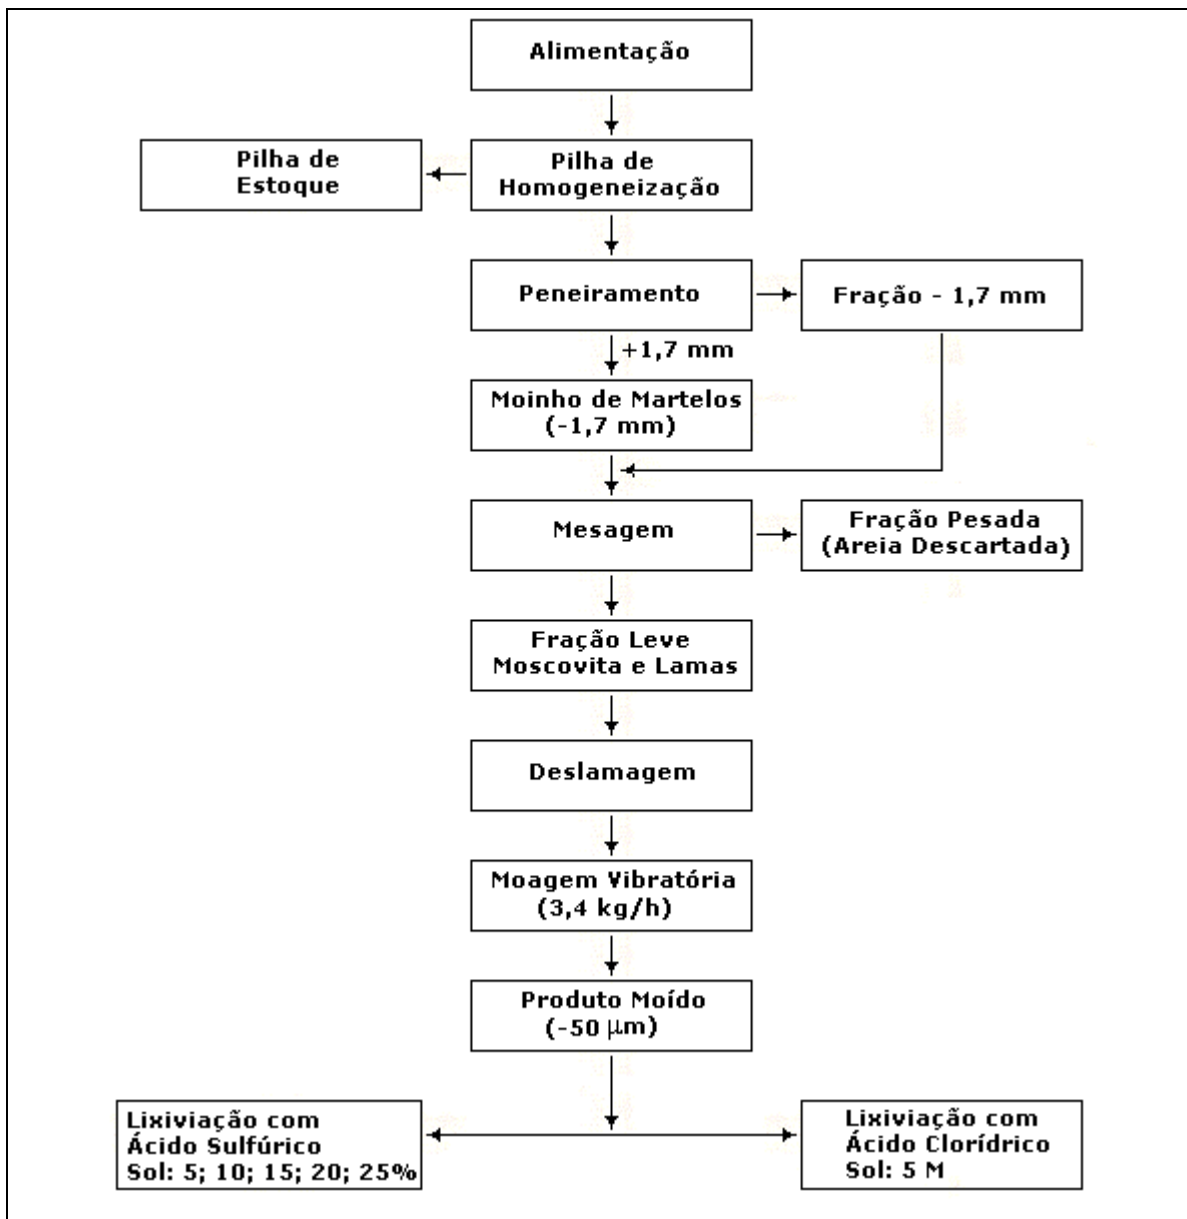 Alimentação
Pilha de
Estoque
Pilha de
Homogeneização
Peneiramento
Fração - 1,7 mm
+1,7 mm
Moinho de Martelos
(-1,7 mm)
Mesagem
Fração Pesada
(Areia Descartada)
Fração Leve
Moscovita e Lamas
Deslamagem
Moagem Vibratória
(3,4 kg/h)
Produto Moído
(-50 μm)
Lixiviação com
Ácido Sulfúrico
Sol: 5; 10; 15; 20; 25%
Lixiviação com
Ácido Clorídrico
Sol: 5 M